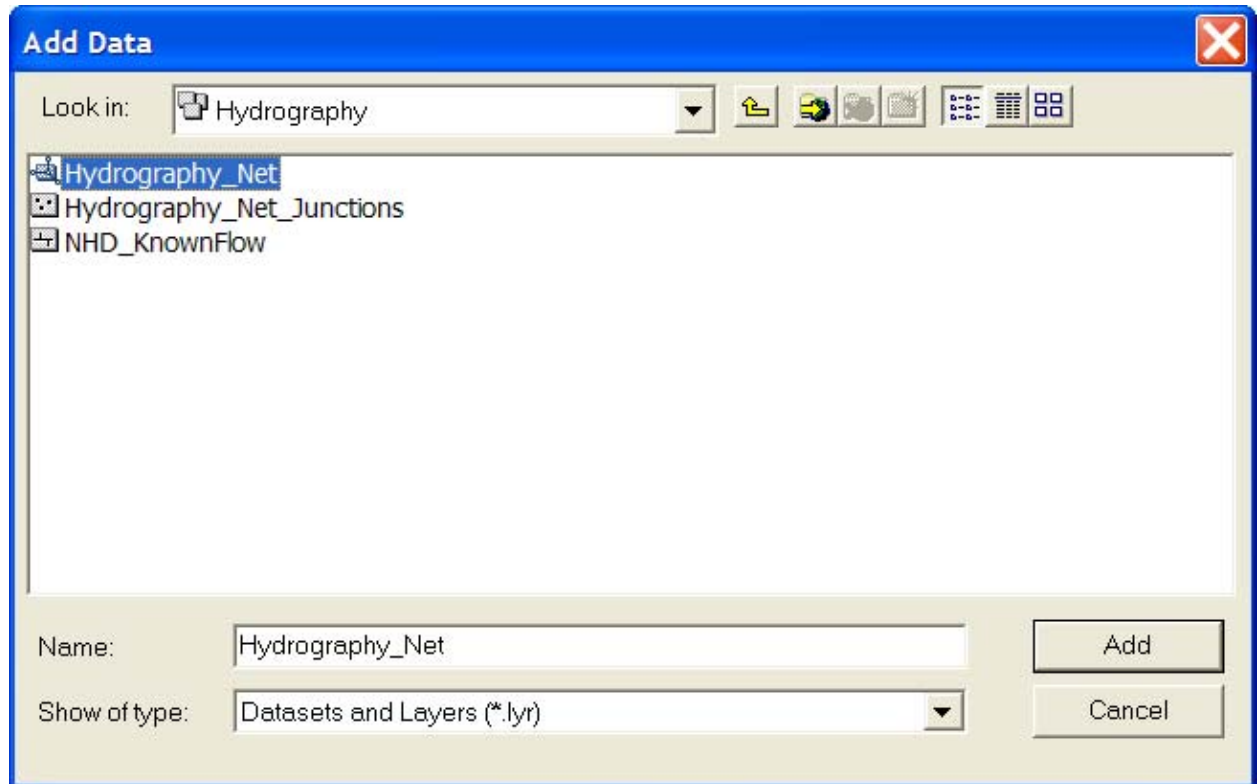 Add Data
Look in: Hydrography
Hydrography_Net
Hydrography_Net_Junctions
NHD_KnownFlow
Name: Hydrography_Net Add
Show of type: Datasets and Layers (*.lyr) Cancel